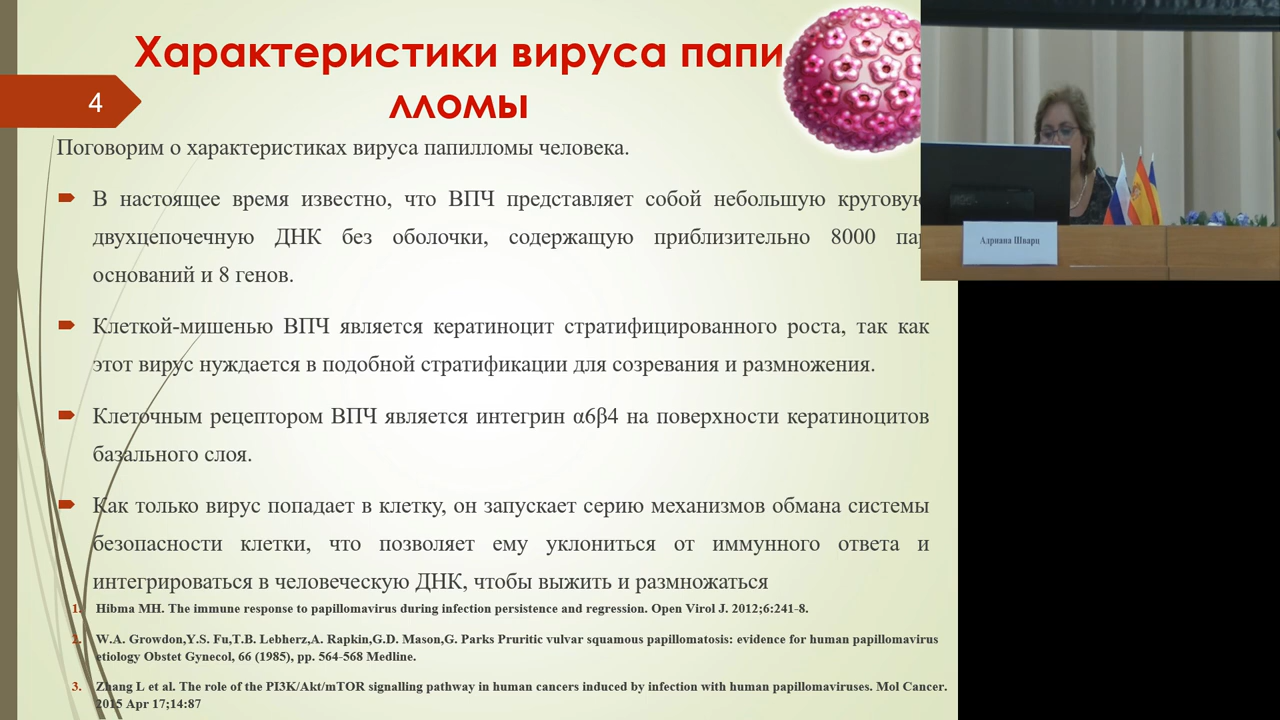 Характеристики вируса папи
лломы
4
Поговорим о характеристиках вируса папилломы человека.
В настоящее время известно, что ВПЧ представляет собой небольшую круговую
двухцепочечную ДНК без оболочки, содержащую приблизительно 8000 пар
оснований и 8 генов.
Клеткой-мишенью ВПЧ является кератиноцит стратифицированного роста, так как
этот вирус нуждается в подобной стратификации для созревания и размножения.
Клеточным рецептором ВПЧ является интегрин α6β4 на поверхности кератиноцитов
базального слоя.
Как только вирус попадает в клетку, он запускает серию механизмов обмана системы
безопасности клетки, что позволяет ему уклониться от иммунного ответа и
интегрироваться в человеческую ДНК, чтобы выжить и размножаться
1. Hibma MH. The immune response to papillomavirus during infection persistence and regression. Open Virol J. 2012;6:241-8.
2. W.A. Growdon,Y.S. Fu,T.B. Lebherz,A. Rapkin,G.D. Mason,G. Parks Pruritic vulvar squamous papillomatosis: evidence for human papillomavirus
etiology Obstet Gynecol, 66 (1985), pp. 564-568 Medline.
3. Zhang L et al. The role of the PI3K/Akt/mTOR signalling pathway in human cancers induced by infection with human papillomaviruses. Mol Cancer.
2015 Apr 17;14:87
Адриана Шварц